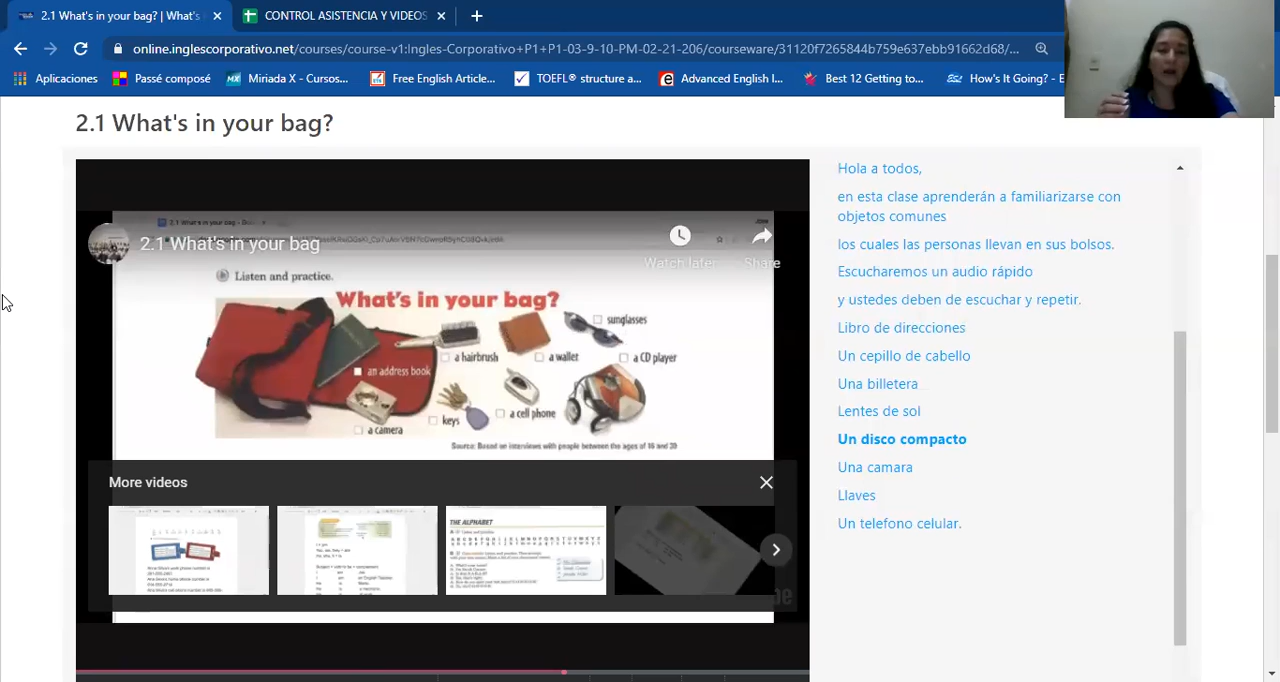 2.1 What's in your bag? | What's
CONTROL ASISTENCIA Y VIDEOS
online.inglescorporativo.net/courses/course-v1:Ingles-Corporativo+P1+P1-03-9-10-PM-02-21-206/courseware/31120f7265844b759e637ebb91662d68/...
Aplicaciones
Passé composé
Miriada X - Cursos...
Free English Article...
TOEFL® structure a...
Advanced English I...
Best 12 Getting to...
How's It Going? - E
2.1 What's in your bag?
2.1 What's in your bag
Watch later
Share
Listen and practice.
What's in your bag?
sunglasses
a hairbrush
a wallet
a CD player
an address book
a camera
keys
a cell phone
Source: Based on interviews with people between the ages of 16 and 30
More videos
THE ALPHABET
Hola a todos,
en esta clase aprenderán a familiarizarse con
objetos comunes
los cuales las personas llevan en sus bolsos.
Escucharemos un audio rápido
y ustedes deben de escuchar y repetir.
Libro de direcciones
Un cepillo de cabello
Una billetera
Lentes de sol
Un disco compacto
Una camara
Llaves
Un telefono celular.